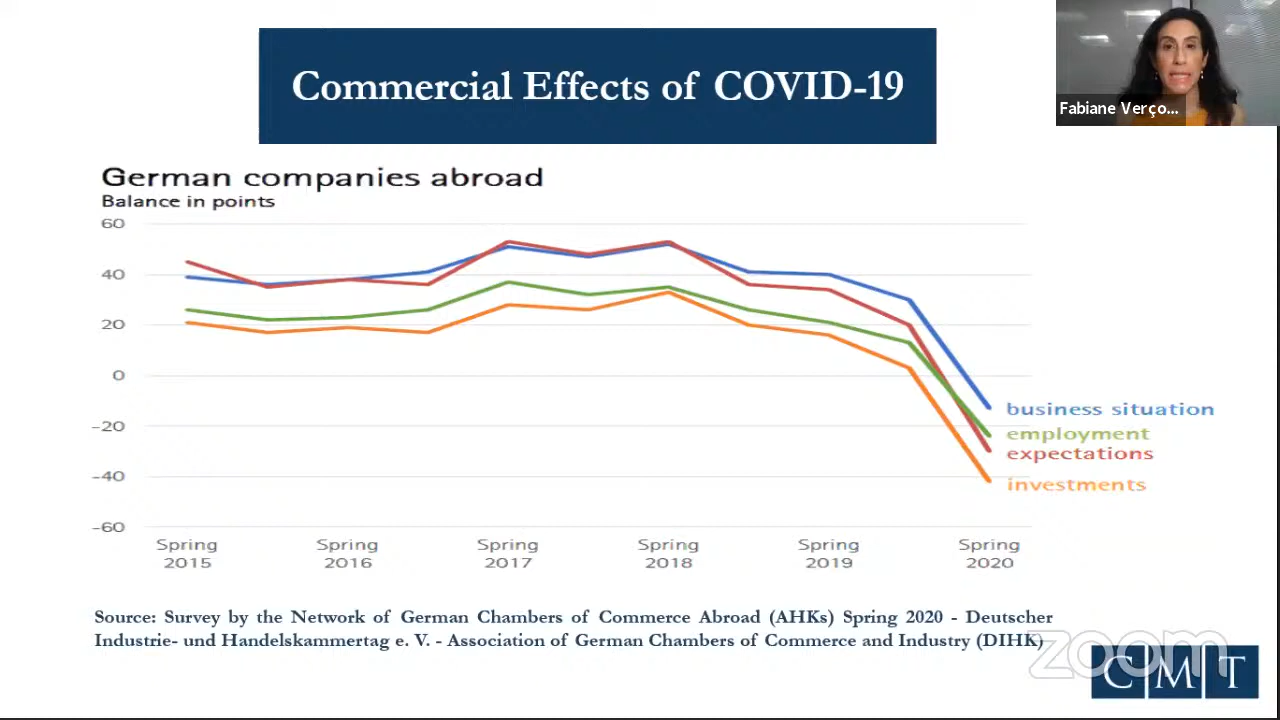 Commercial Effects of COVID-19
Fabiane Verço...
German companies abroad
Balance in points
60
40
20
0
-20
-40
-60
business situation
employment
expectations
investments
Spring Spring Spring Spring Spring Spring
2015 2016 2017 2018 2019 2020
Source: Survey by the Network of German Chambers of Commerce Abroad (AHKs) Spring 2020 - Deutscher
Industrie- und Handelskammertag e. V. - Association of German Chambers of Commerce and Industry (DIHK)
zoom
C M T